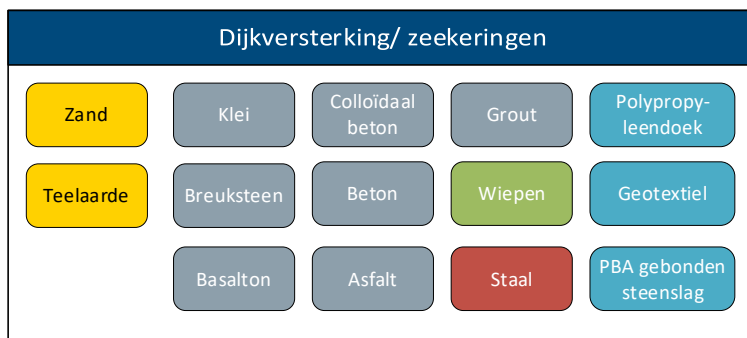 Dijkversterking/ zeekeringen
Zand
Klei
Colloïdaal
beton
Grout
Polypropy-
leendoek
Teelaarde
Breuksteen
Beton
Wiepen
Geotextiel
Basalton
Asfalt
Staal
PBA gebonden
steenslag